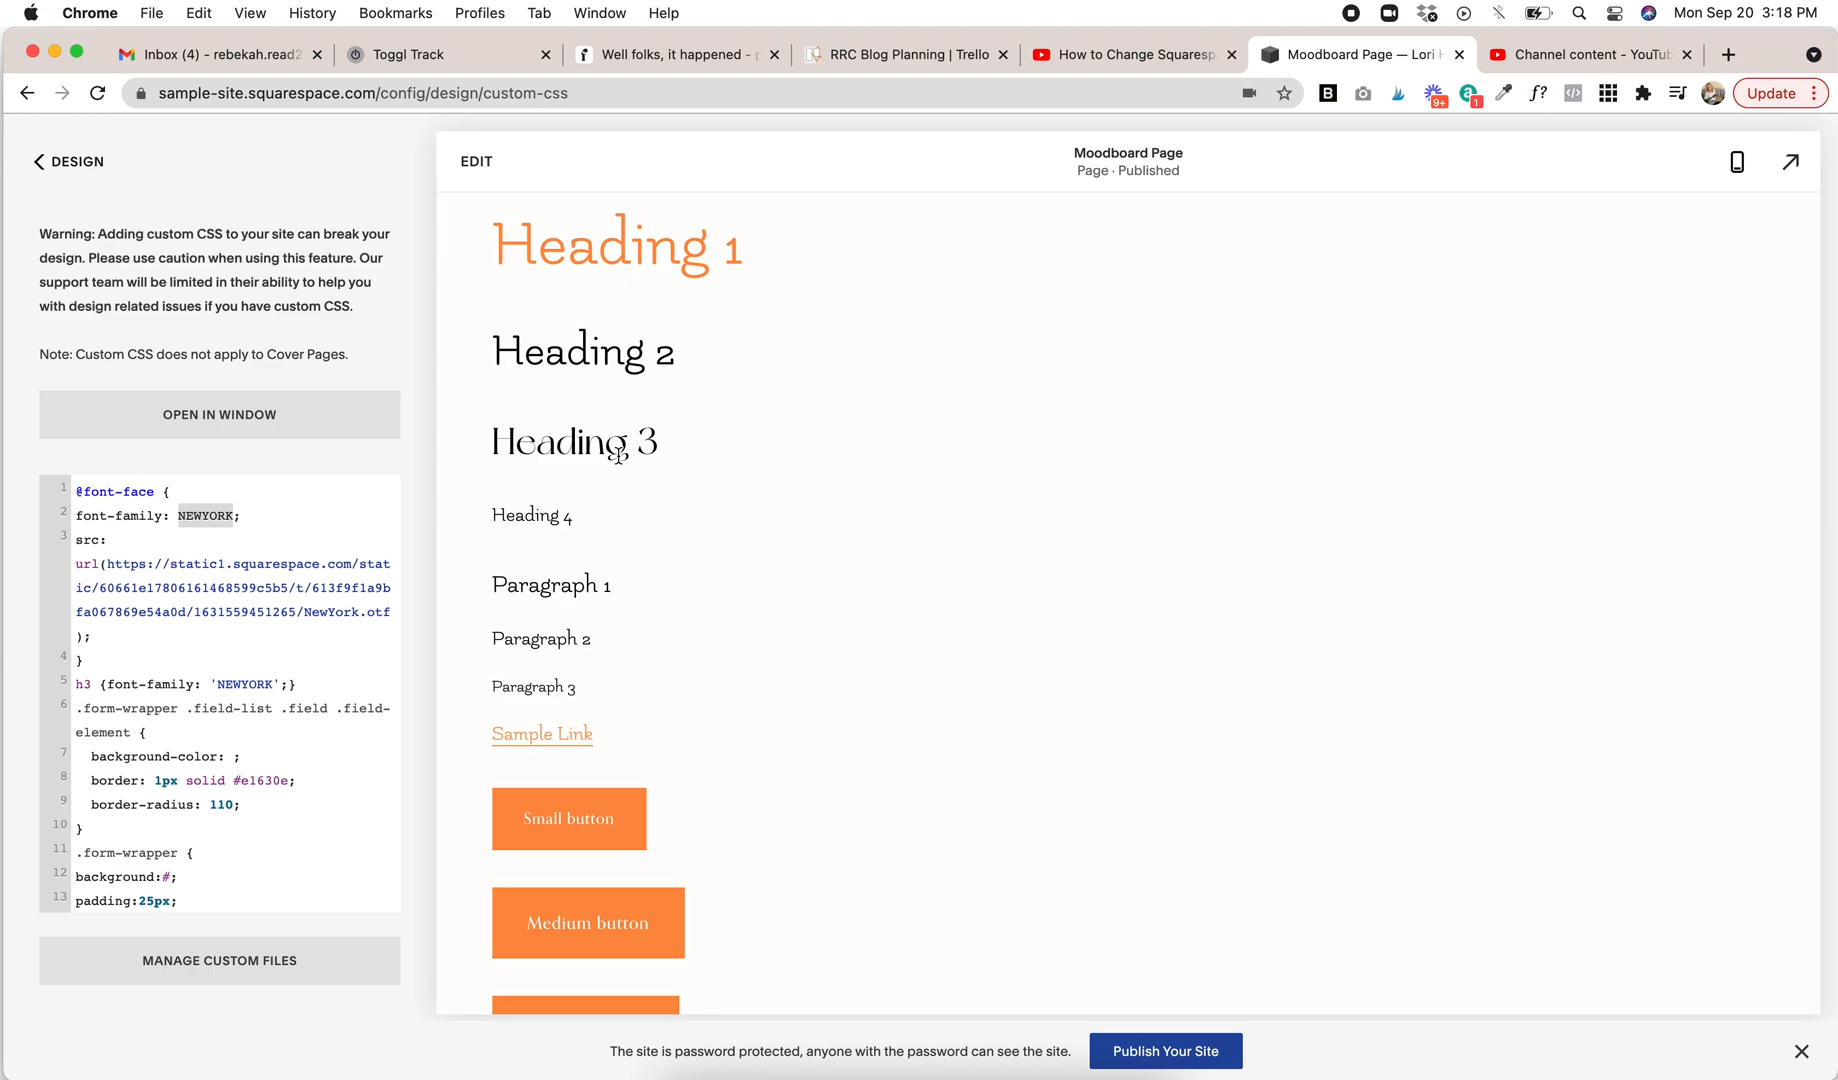 Chrome File Edit View History Bookmarks Profiles Tab Window Help Mon Sep 20 3:18 PM
Inbox (4) - rebekah.read2 Toggl Track Well folks, it happened - RRC Blog Planning | Trello How to Change Squaresp Moodboard Page — Lori Channel content - YouTub
sample-site.squarespace.com/config/design/custom-css B 9+ 1 f? Update
DESIGN
Warning: Adding custom CSS to your site can break your
design. Please use caution when using this feature. Our
support team will be limited in their ability to help you
with design related issues if you have custom CSS.
Note: Custom CSS does not apply to Cover Pages.
OPEN IN WINDOW
1 @font-face {
2 font-family: NEWYORK;
3 src:
url(https://static1.squarespace.com/stat
ic/60661e17806161468599c5b5/t/613f9f1a9b
fa067869e54a0d/1631559451265/NewYork.otf
);
4 }
5 h3 {font-family: 'NEWYORK';}
6 .form-wrapper .field-list .field .field-
element {
7 background-color: ;
8 border: 1px solid #e1630e;
9 border-radius: 110;
10 }
11 .form-wrapper {
12 background:#;
13 padding:25px;
MANAGE CUSTOM FILES
EDIT
Moodboard Page
Page · Published
Heading 1
Heading 2
Heading 3
Heading 4
Paragraph 1
Paragraph 2
Paragraph 3
Sample Link
Small button
Medium button
The site is password protected, anyone with the password can see the site. Publish Your Site